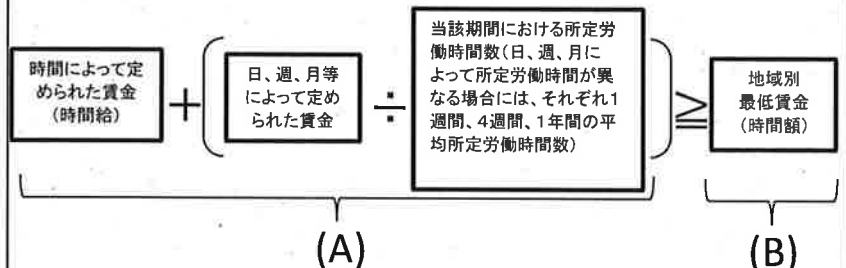 時間によって定
められた賃金
(時間給)
+
日、週、月等
によって定め
られた賃金
÷
当該期間における所定労
働時間数(日、週、月に
よって所定労働時間が異
なる場合には、それぞれ1
週間、4週間、1年間の平
均所定労働時間数)
≧
地域別
最低賃金
(時間額)
(A)
(B)